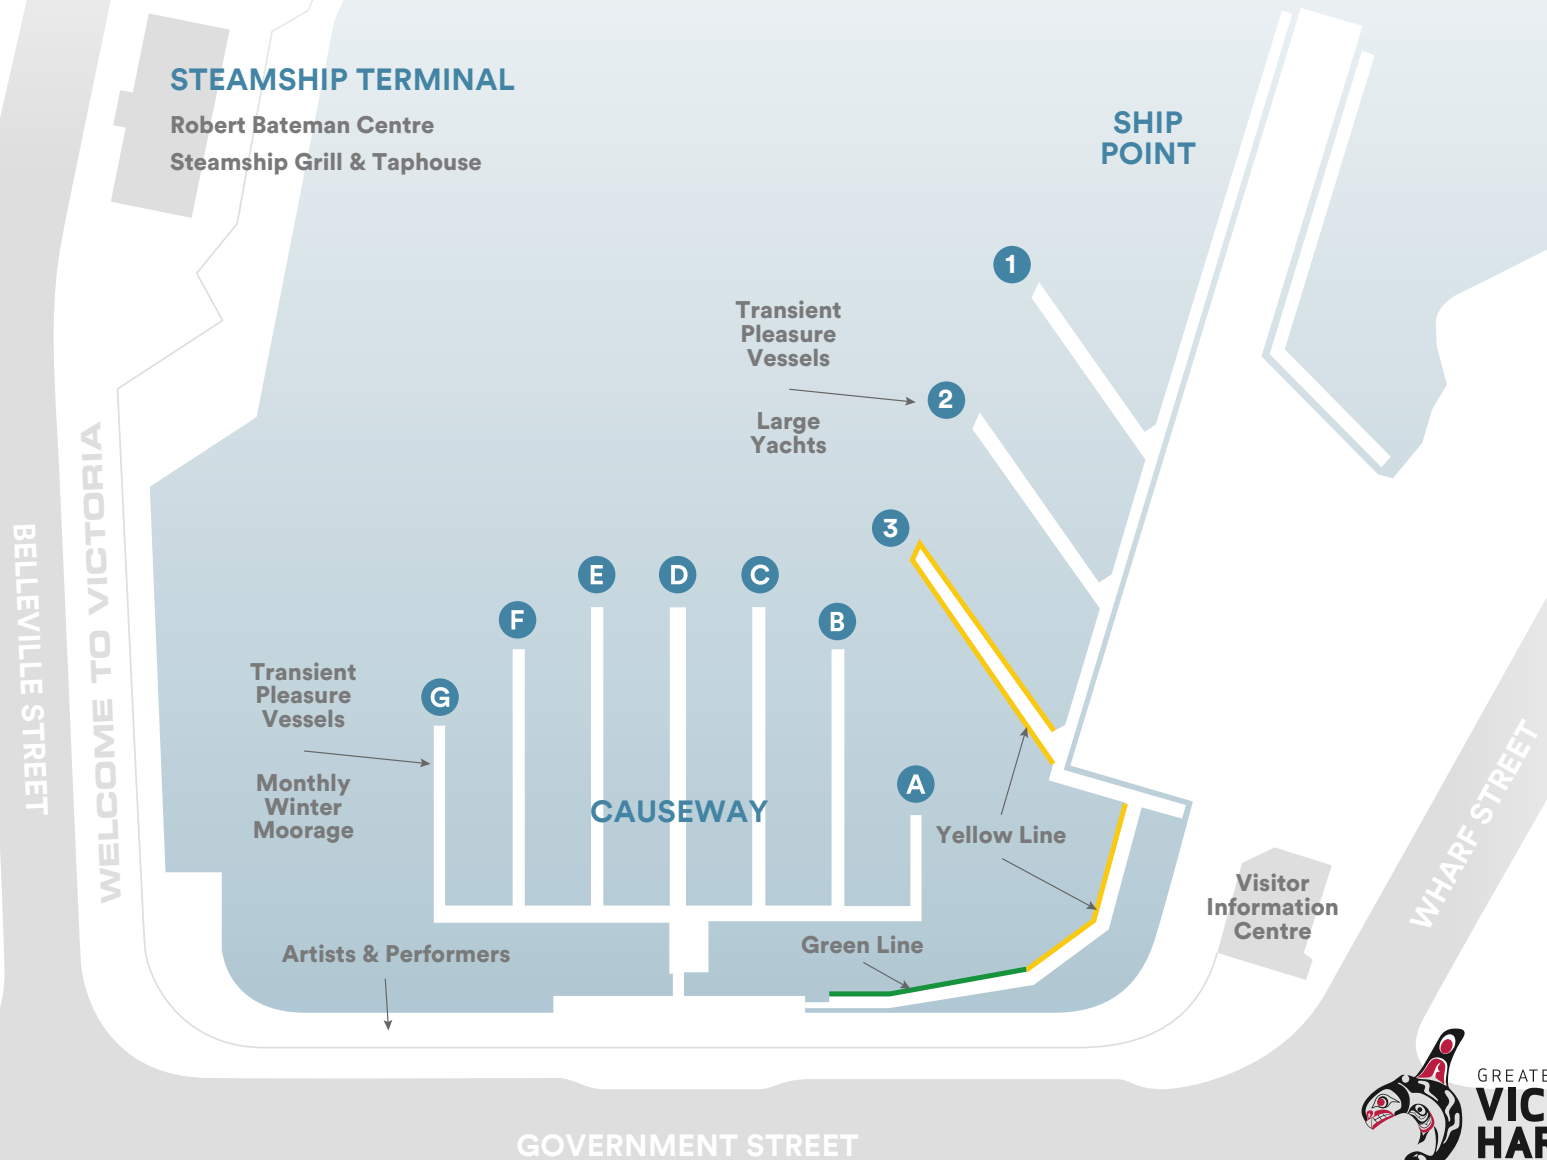 STEAMSHIP TERMINAL
Robert Bateman Centre
Steamship Grill & Taphouse
SHIP
POINT
1
Transient
Pleasure
Vessels
2
Large
Yachts
3
E
D
C
F
B
Transient
Pleasure
Vessels
G
Monthly
Winter
Moorage
CAUSEWAY
A
Yellow Line
Green Line
Artists & Performers
Visitor
Information
Centre
BELLEVILLE STREET
WELCOME TO VICTORIA
WHARF STREET
GOVERNMENT STREET
GREATE
VIC
HAR